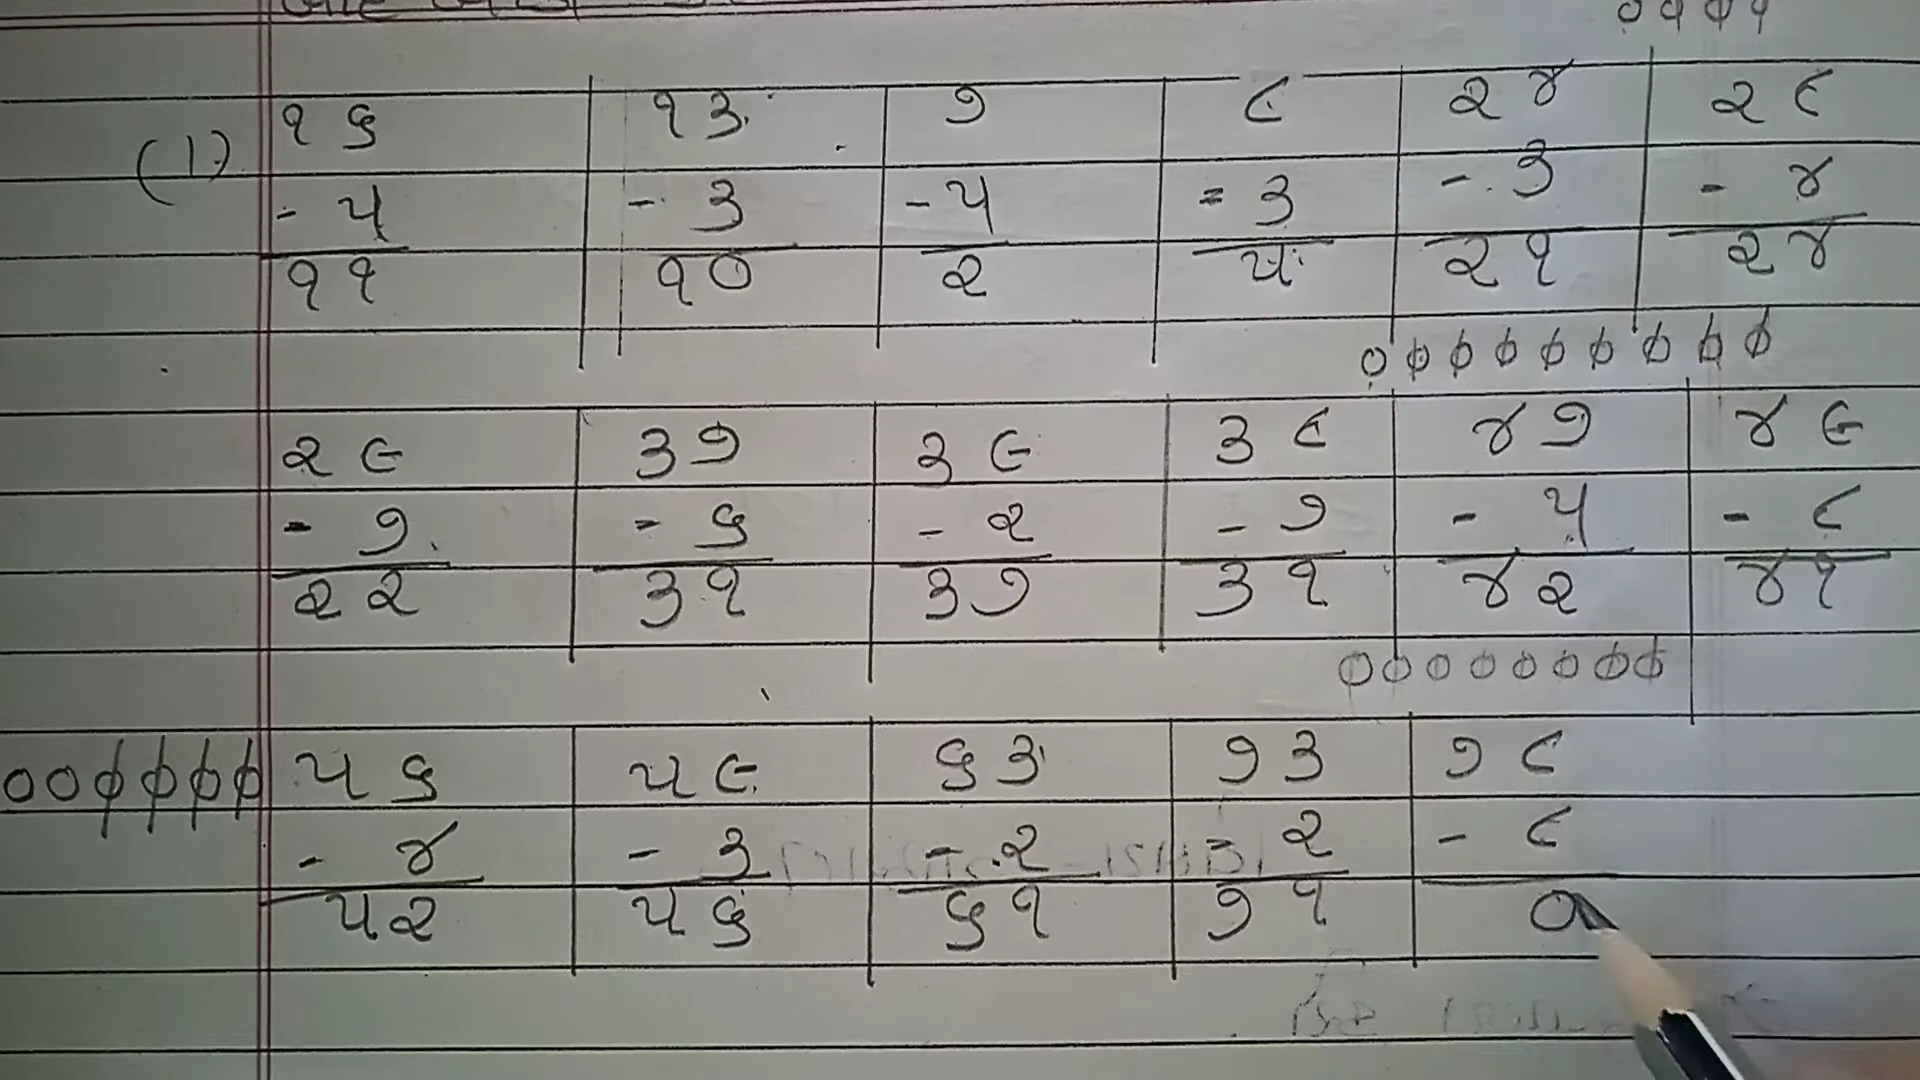 (1) ૧૬ ૧૩ ૭ ૮ ૨૪ ૨૮
- ૫ - ૩ - ૫ - ૩ - ૩ - ૪
૧૧ ૧૦ ૨ ૫ ૨૧ ૨૪
૨૯ ૩૭ ૩૯ ૩૮ ૪૭ ૪૯
- ૭ - ૬ - ૨ - ૭ - ૫ - ૮
૨૨ ૩૧ ૩૭ ૩૧ ૪૨ ૪૧
૫૬ ૫૯ ૬૩ ૭૩ ૭૮
- ૪ - ૩ - ૨ - ૨ - ૮
૫૨ ૫૬ ૬૧ ૭૧ ૦